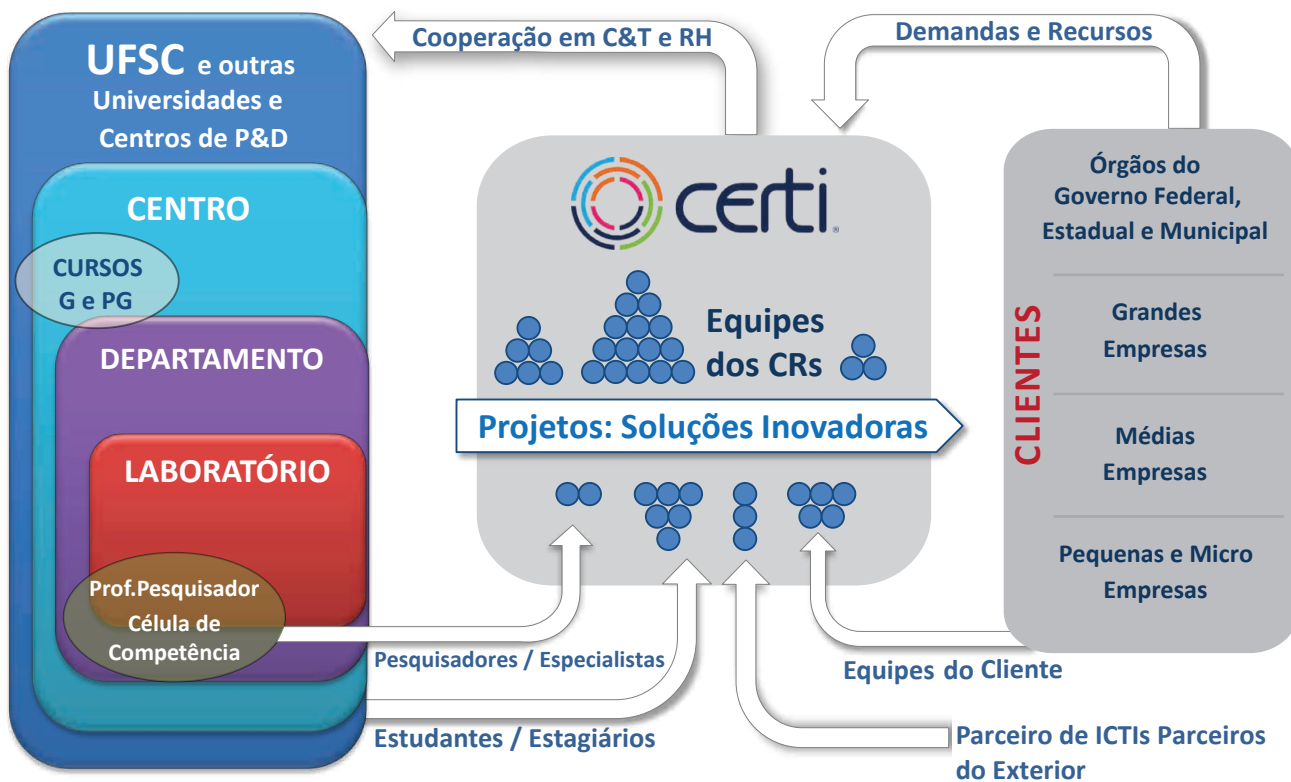 UFSC e outras
Universidades e
Centros de P&D
CENTRO
CURSOS
G e PG
DEPARTAMENTO
LABORATÓRIO
Prof.Pesquisador
Célula de
Competência
Cooperação em C&T e RH
Demandas e Recursos
certi®
Equipes
dos CRs
Projetos: Soluções Inovadoras
CLIENTES
Órgãos do
Governo Federal,
Estadual e Municipal
Grandes
Empresas
Médias
Empresas
Pequenas e Micro
Empresas
Pesquisadores / Especialistas
Estudantes / Estagiários
Equipes do Cliente
Parceiro de ICTIs Parceiros
do Exterior